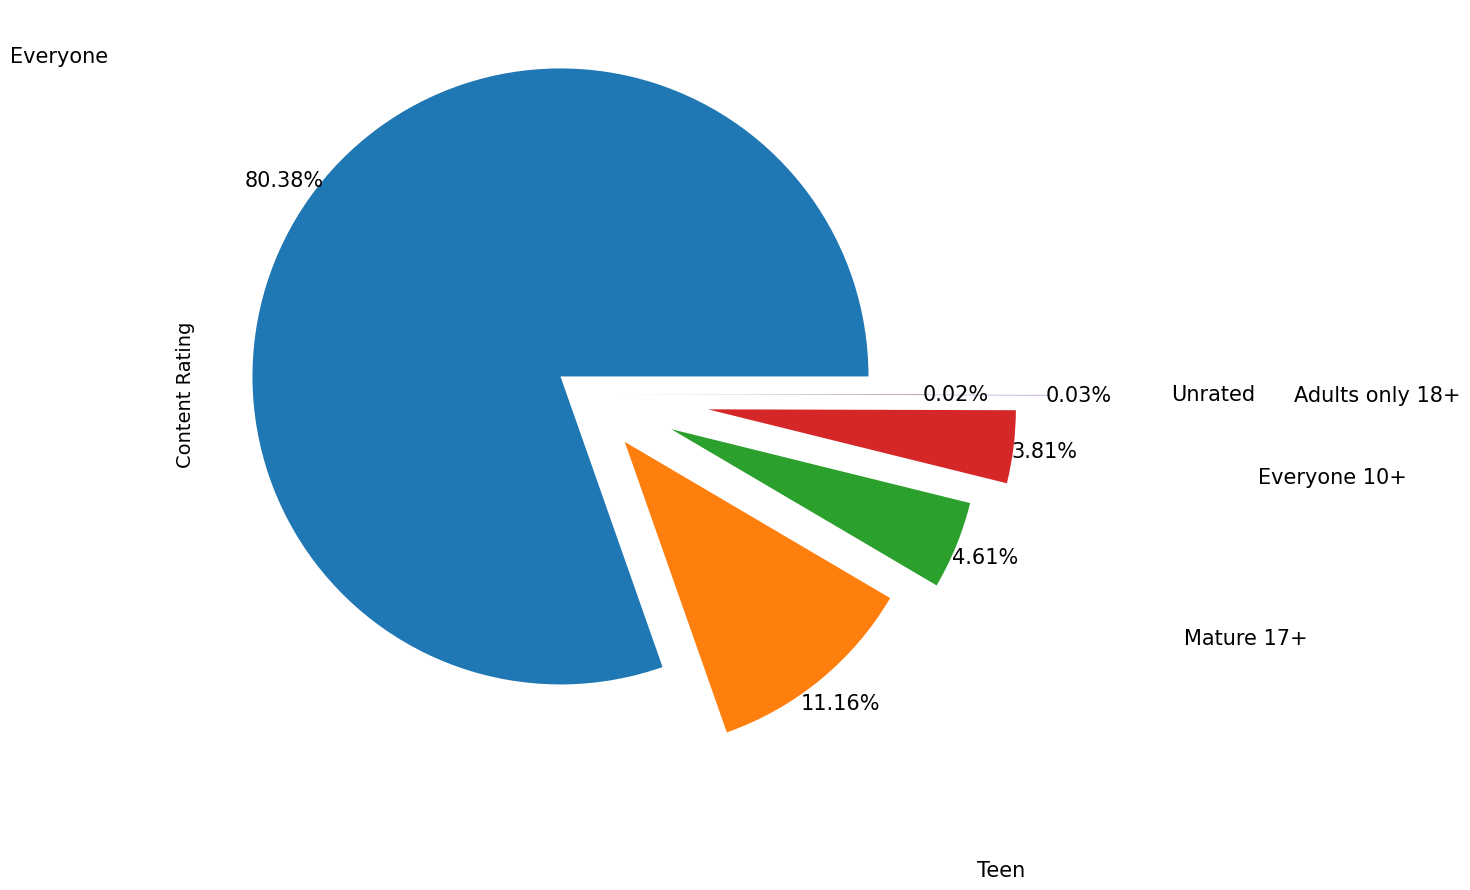 Everyone
80.38%
Content Rating
0.02%
0.03%
Unrated
Adults only 18+
3.81%
Everyone 10+
4.61%
Mature 17+
11.16%
Teen